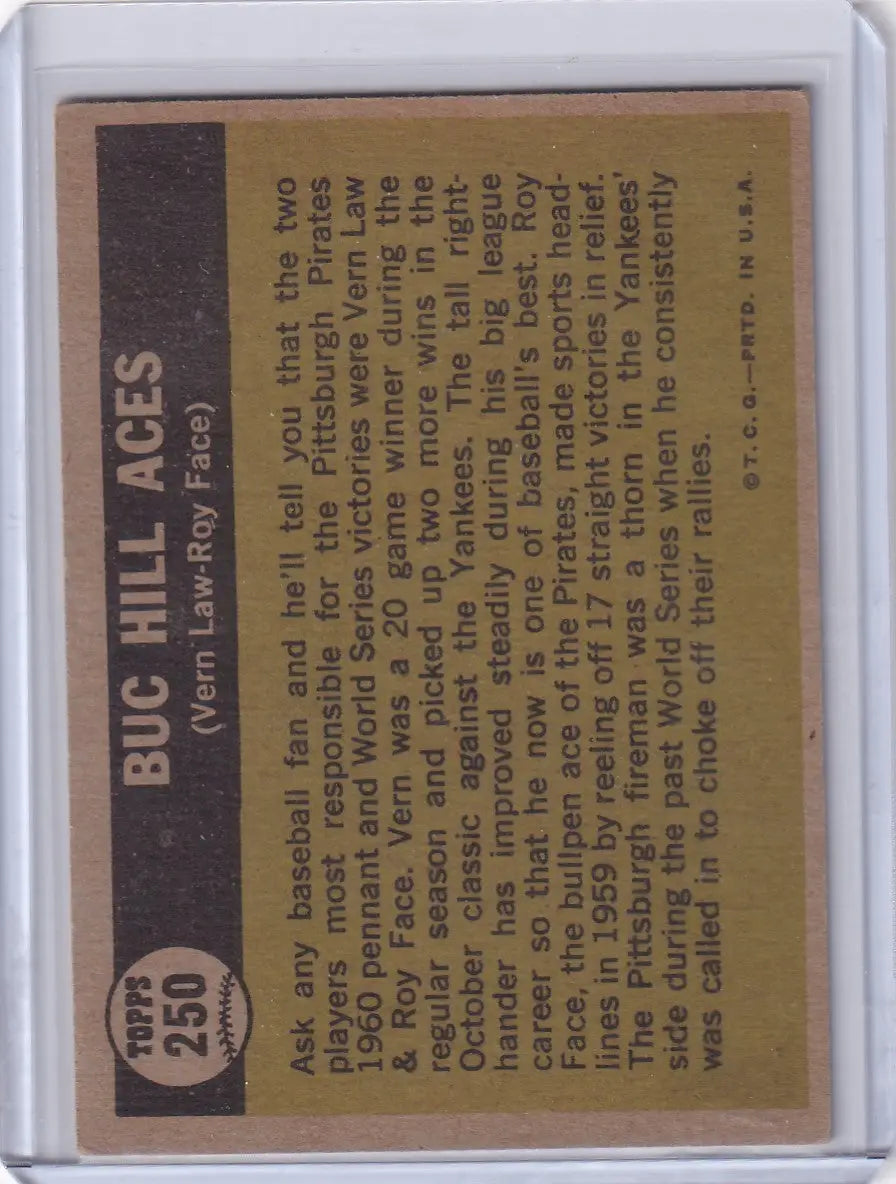 TOPPS
250
BUC HILL ACES
(Vern Law-Roy Face)
Ask any baseball fan and he'll tell you that the two
players most responsible for the Pittsburgh Pirates
1960 pennant and World Series victories were Vern Law
& Roy Face. Vern was a 20 game winner during the
regular season and picked up two more wins in the
October classic against the Yankees. The tall right-
hander has improved steadily during his big league
career so that he now is one of baseball's best. Roy
Face, the bullpen ace of the Pirates, made sports head-
lines in 1959 by reeling off 17 straight victories in relief.
The Pittsburgh fireman was a thorn in the Yankees'
side during the past World Series when he consistently
was called in to choke off their rallies.
© T. C. G.—PRTD. IN U.S.A.